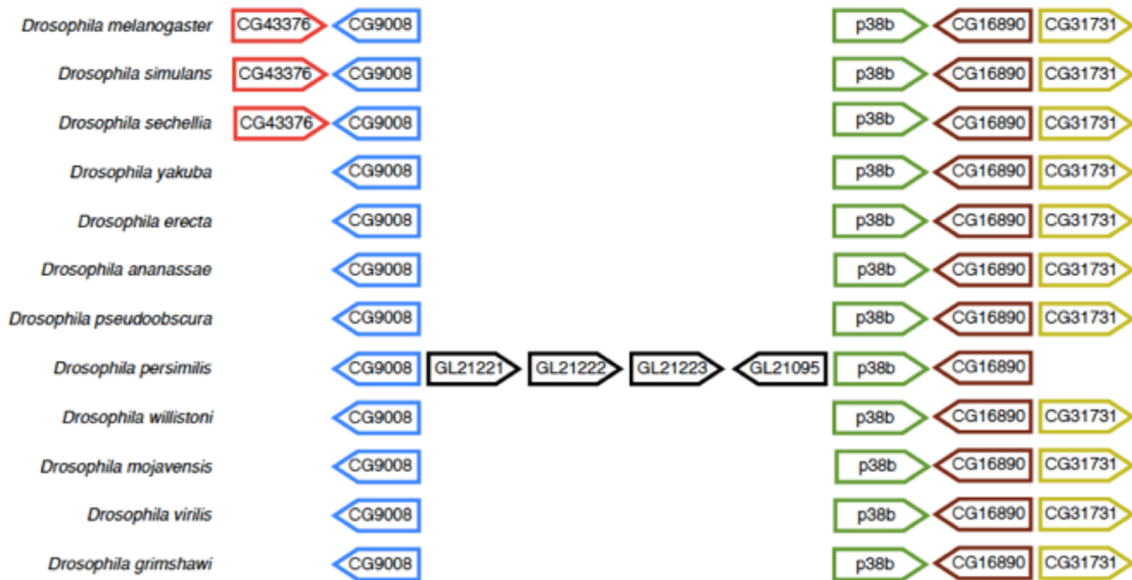 Drosophila melanogaster CG43376 CG9008 p38b CG16890 CG31731
Drosophila simulans CG43376 CG9008 p38b CG16890 CG31731
Drosophila sechellia CG43376 CG9008 p38b CG16890 CG31731
Drosophila yakuba CG9008 p38b CG16890 CG31731
Drosophila erecta CG9008 p38b CG16890 CG31731
Drosophila ananassae CG9008 p38b CG16890 CG31731
Drosophila pseudoobscura CG9008 p38b CG16890 CG31731
Drosophila persimilis CG9008 GL21221 GL21222 GL21223 GL21095 p38b CG16890
Drosophila willistoni CG9008 p38b CG16890 CG31731
Drosophila mojavensis CG9008 p38b CG16890 CG31731
Drosophila virilis CG9008 p38b CG16890 CG31731
Drosophila grimshawi CG9008 p38b CG16890 CG31731